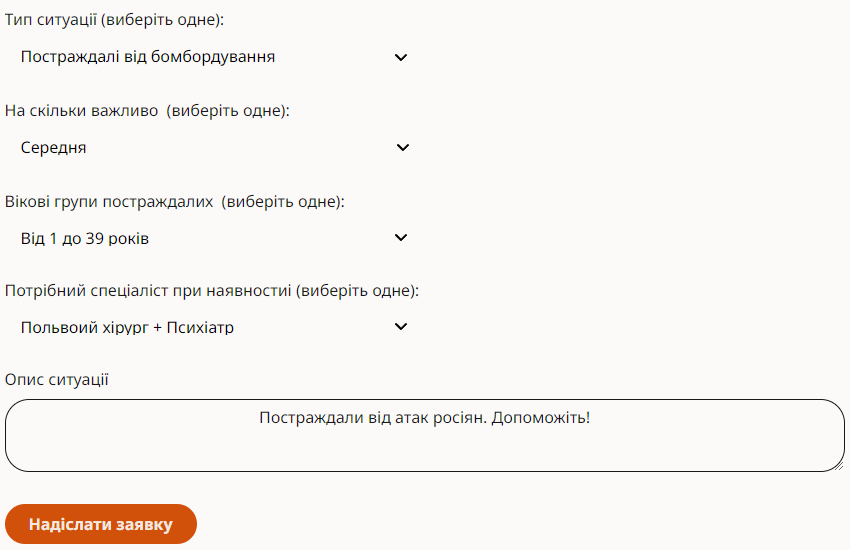 Тип ситуації (виберіть одне):
Постраждалі від бомбордування
На скільки важливо (виберіть одне):
Середня
Вікові групи постраждалих (виберіть одне):
Від 1 до 39 років
Потрібний спеціаліст при наявностиі (виберіть одне):
Польвоий хірург + Психіатр
Опис ситуації
Постраждали від атак росіян. Допоможіть!
Надіслати заявку